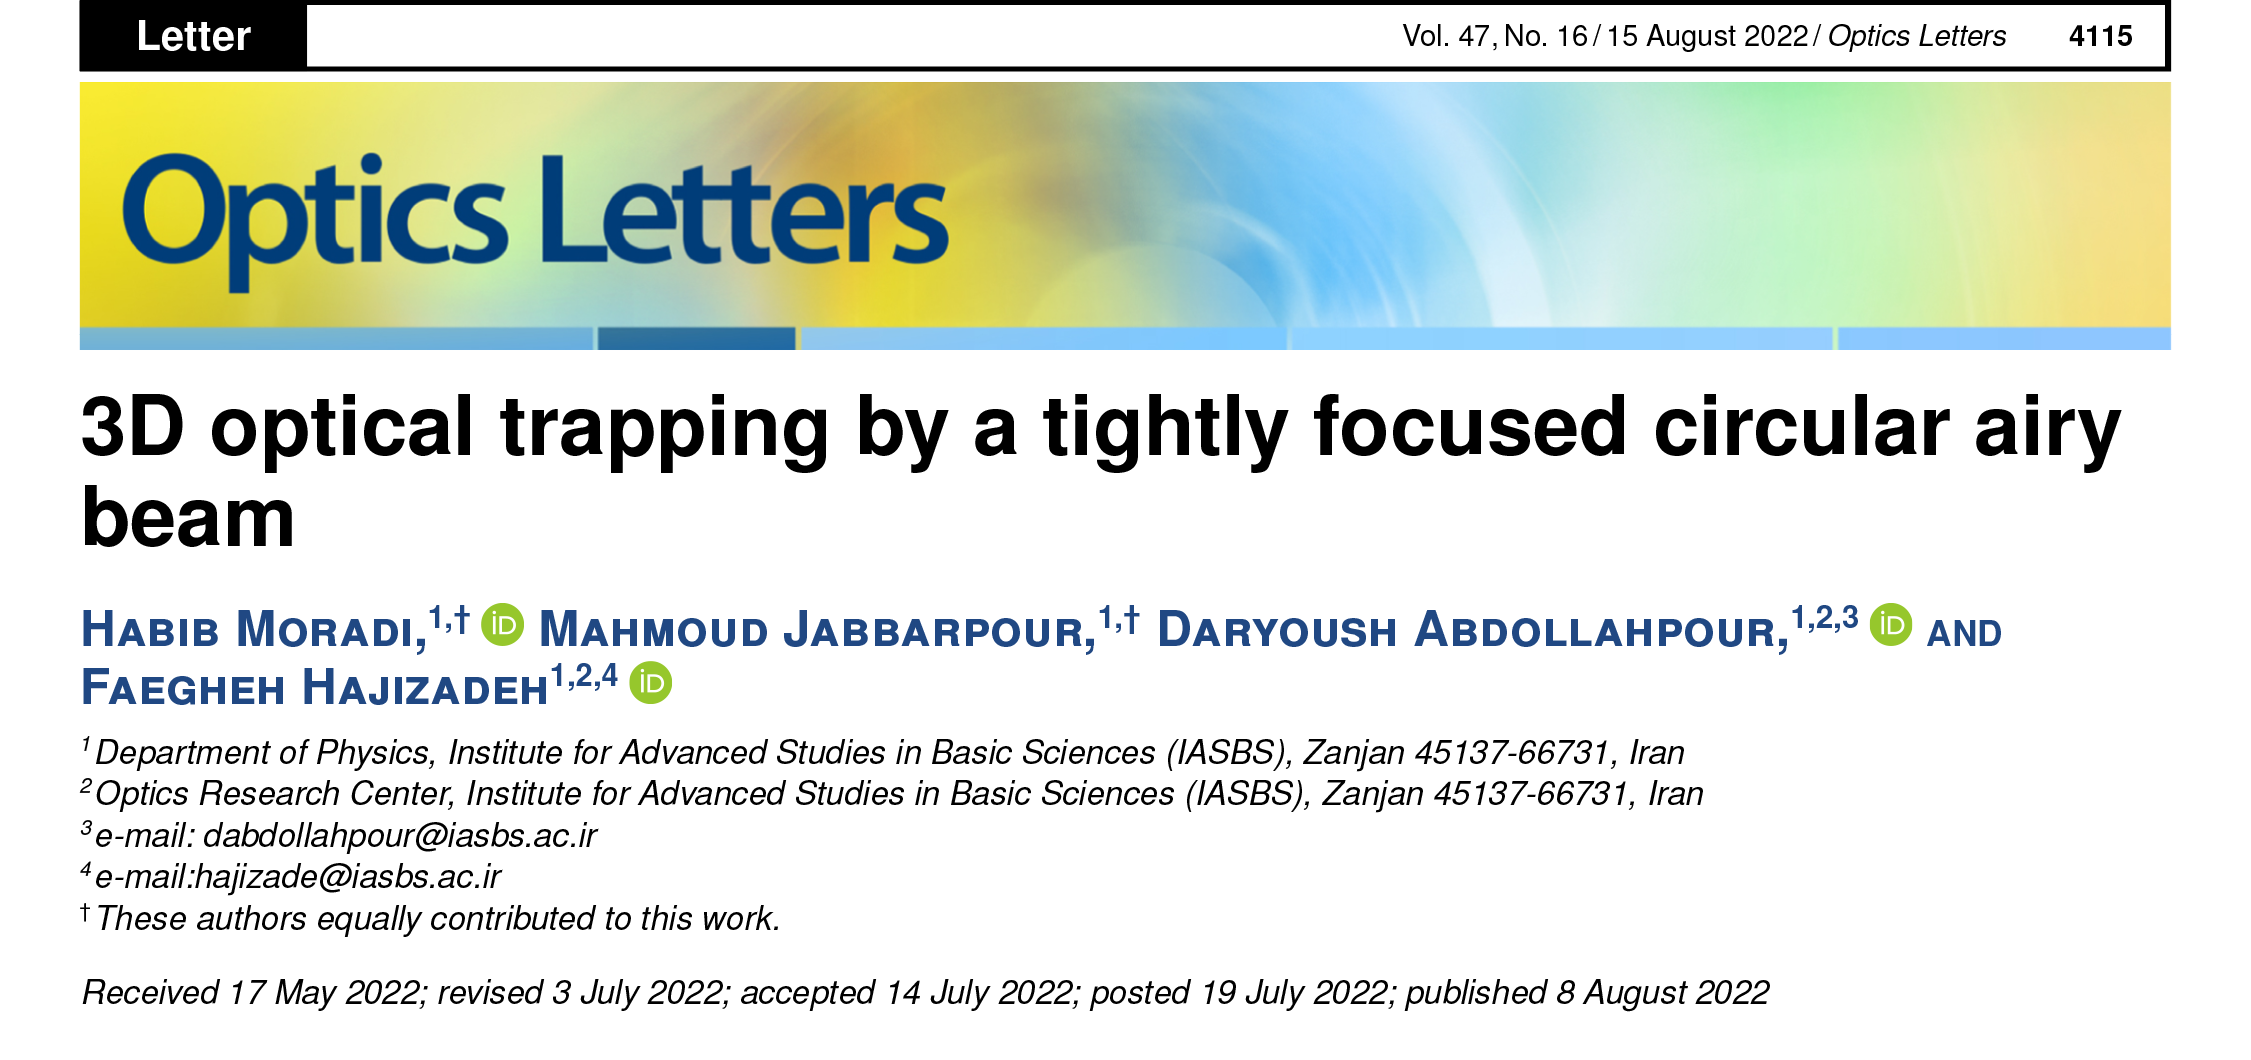 Letter
Vol. 47, No. 16 / 15 August 2022 / Optics Letters 4115
Optics Letters
3D optical trapping by a tightly focused circular airy
beam
HABIB MORADI,1,† iD MAHMOUD JABBARPOUR,1,† DARYOUSH ABDOLLAHPOUR,1,2,3 iD AND
FAEGHEH HAJIZADEH1,2,4 iD
1 Department of Physics, Institute for Advanced Studies in Basic Sciences (IASBS), Zanjan 45137-66731, Iran
2 Optics Research Center, Institute for Advanced Studies in Basic Sciences (IASBS), Zanjan 45137-66731, Iran
3 e-mail: dabdollahpour@iasbs.ac.ir
4 e-mail:hajizade@iasbs.ac.ir
† These authors equally contributed to this work.
Received 17 May 2022; revised 3 July 2022; accepted 14 July 2022; posted 19 July 2022; published 8 August 2022